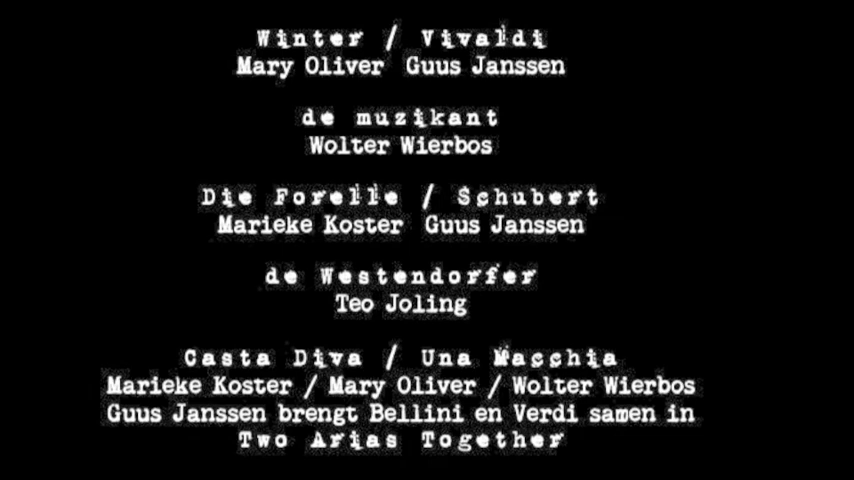 Winter / Vivaldi
Mary Oliver Guus Janssen
de muzikant
Wolter Wierbos
Die Forelle / Schubert
Marieke Koster Guus Janssen
de Westendorfer
Teo Joling
Casta Diva / Una Macchia
Marieke Koster / Mary Oliver / Wolter Wierbos
Guus Janssen brengt Bellini en Verdi samen in
Two Arias Together